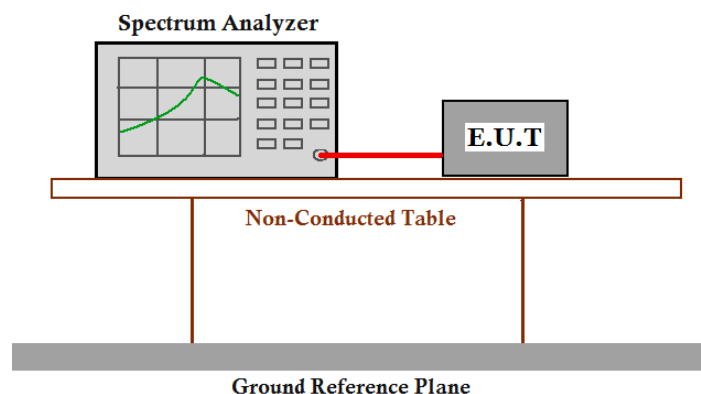 Spectrum Analyzer
E.U.T
Non-Conducted Table
Ground Reference Plane